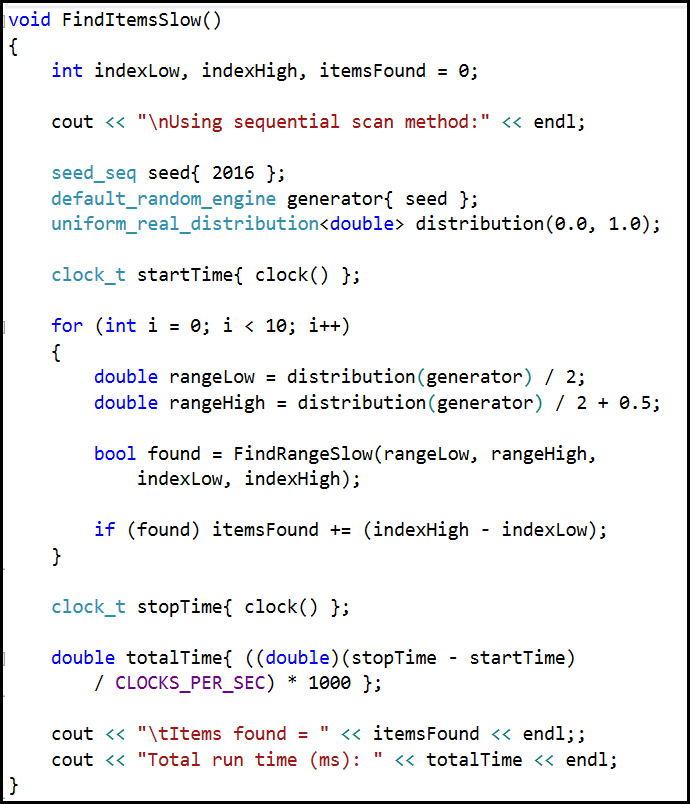 void FindItemsSlow()
{
    int indexLow, indexHigh, itemsFound = 0;

    cout << "\nUsing sequential scan method:" << endl;

    seed_seq seed{ 2016 };
    default_random_engine generator{ seed };
    uniform_real_distribution<double> distribution(0.0, 1.0);

    clock_t startTime{ clock() };

    for (int i = 0; i < 10; i++)
    {
        double rangeLow = distribution(generator) / 2;
        double rangeHigh = distribution(generator) / 2 + 0.5;

        bool found = FindRangeSlow(rangeLow, rangeHigh,
            indexLow, indexHigh);

        if (found) itemsFound += (indexHigh - indexLow);
    }

    clock_t stopTime{ clock() };

    double totalTime{ ((double)(stopTime - startTime)
        / CLOCKS_PER_SEC) * 1000 };

    cout << "\tItems found = " << itemsFound << endl;;
    cout << "Total run time (ms): " << totalTime << endl;
}